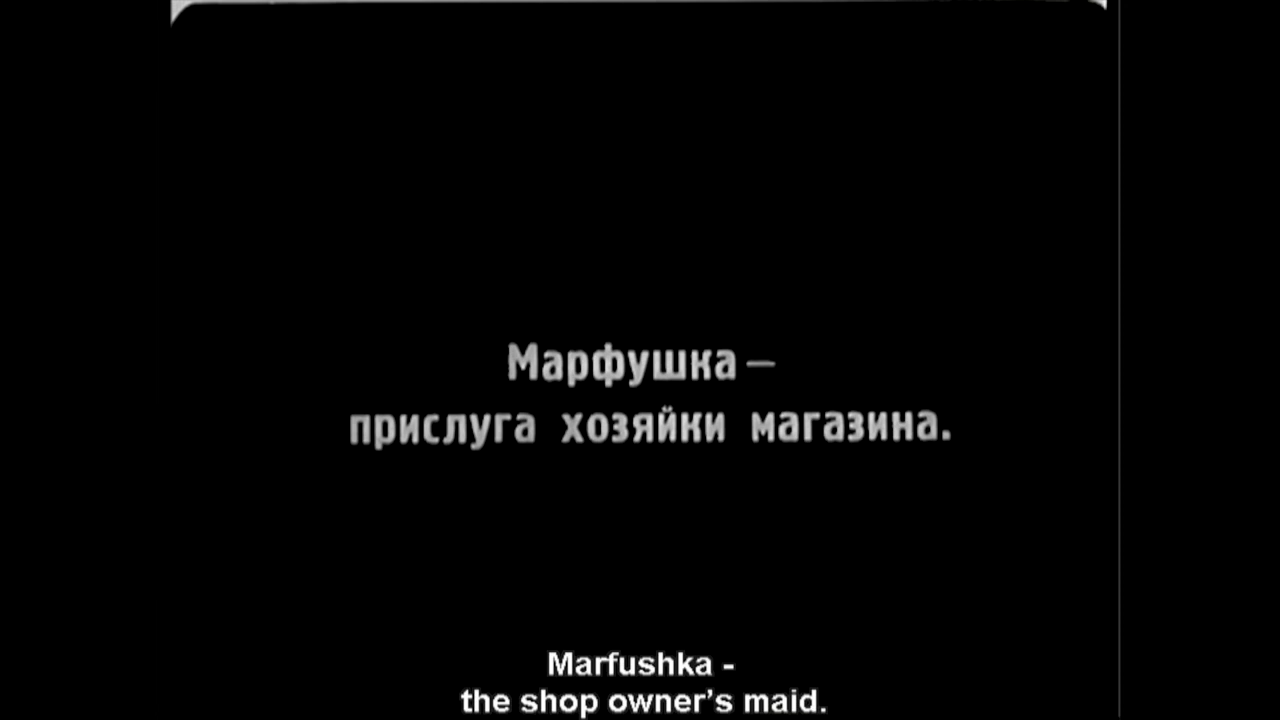 Марфушка —
прислуга хозяйки магазина.
Marfushka -
the shop owner's maid.